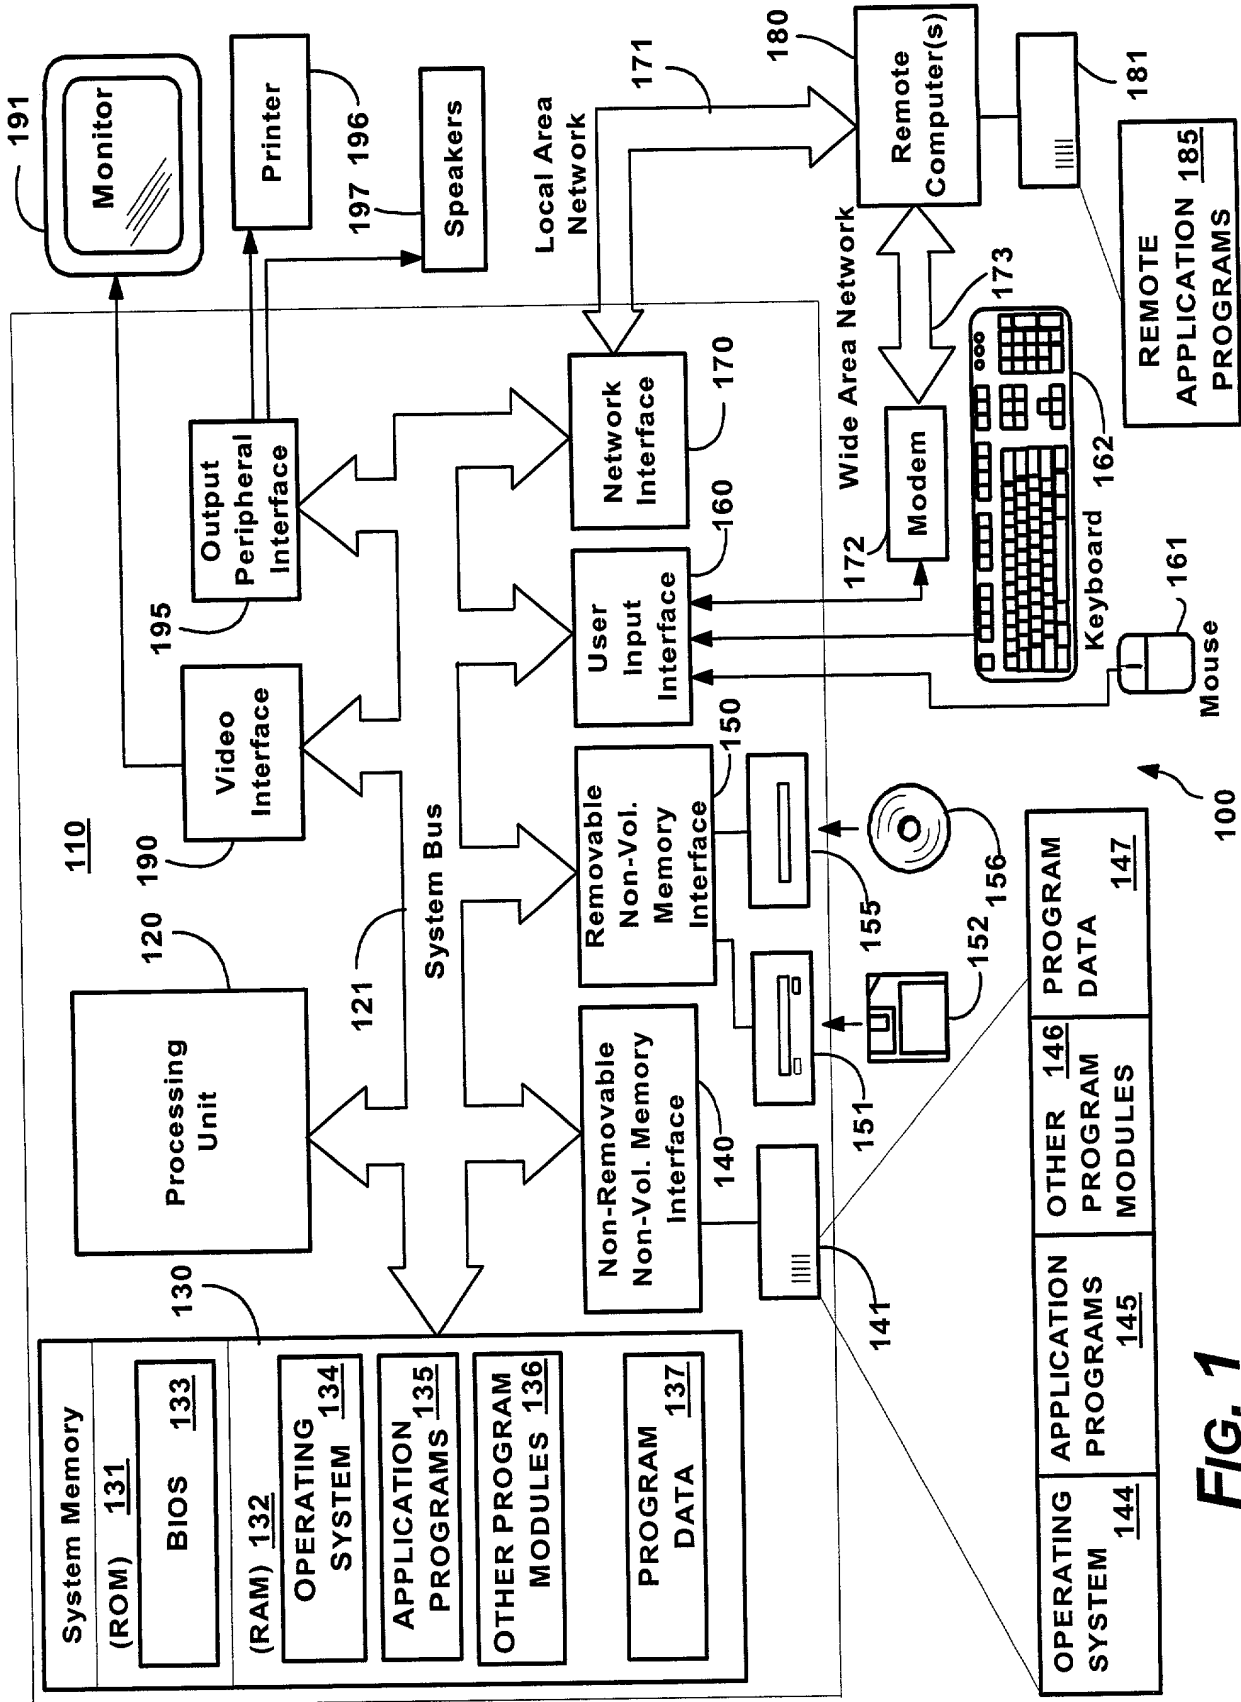 System Memory
(ROM) 131
BIOS 133
(RAM) 132
OPERATING
SYSTEM 134
APPLICATION
PROGRAMS 135
OTHER PROGRAM
MODULES 136
PROGRAM
DATA 137
130
Processing
Unit
120
110
190
Video
Interface
195
Output
Peripheral
Interface
191
Monitor
Printer
196
197
Speakers
121
System Bus
Non-Removable
Non-Vol. Memory
Interface
140
Removable
Non-Vol.
Memory
Interface
150
User
Input
Interface
160
Network
Interface
170
Local Area
Network
171
180
Remote
Computer(s)
181
Wide Area Network
173
172
Modem
141
151
152
155
156
Keyboard
162
161
Mouse
REMOTE
APPLICATION 185
PROGRAMS
OPERATING
SYSTEM 144
APPLICATION
PROGRAMS 145
OTHER 146
PROGRAM
MODULES
PROGRAM
DATA 147
100
FIG. 1